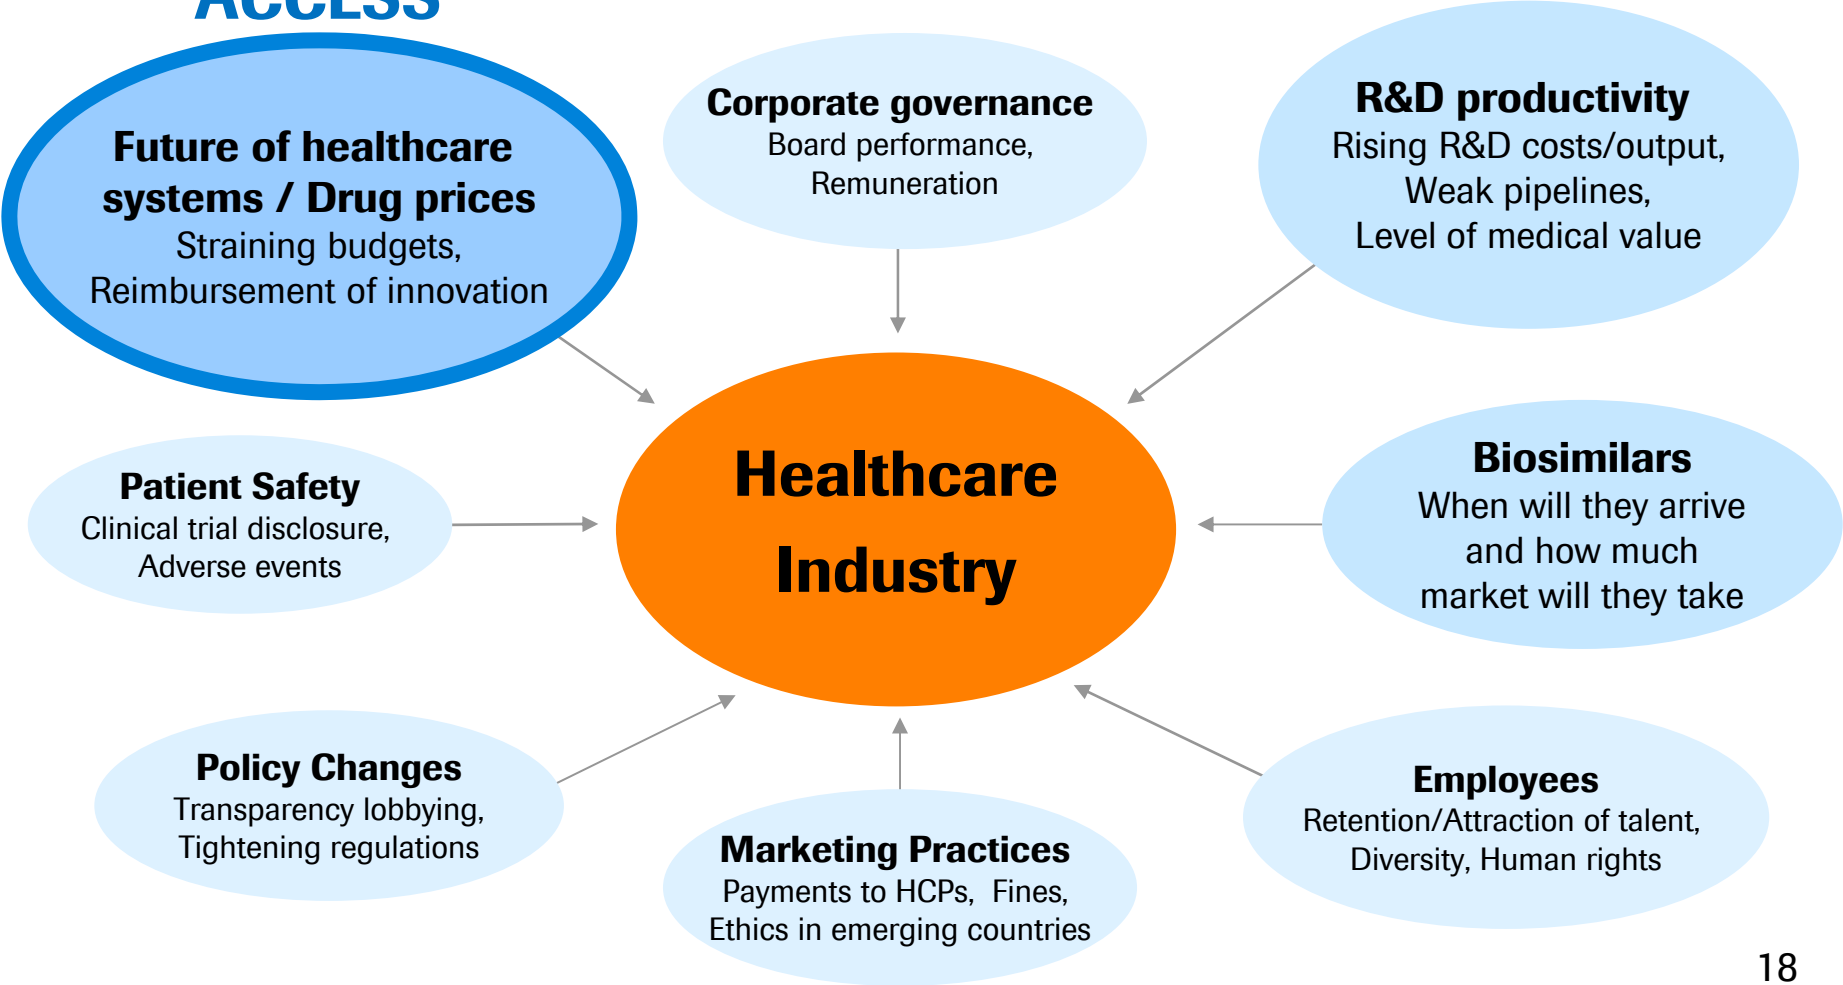 ACCESS
Future of healthcare
systems / Drug prices
Straining budgets,
Reimbursement of innovation
Corporate governance
Board performance,
Remuneration
R&D productivity
Rising R&D costs/output,
Weak pipelines,
Level of medical value
Patient Safety
Clinical trial disclosure,
Adverse events
Healthcare
Industry
Biosimilars
When will they arrive
and how much
market will they take
Policy Changes
Transparency lobbying,
Tightening regulations
Marketing Practices
Payments to HCPs, Fines,
Ethics in emerging countries
Employees
Retention/Attraction of talent,
Diversity, Human rights
18